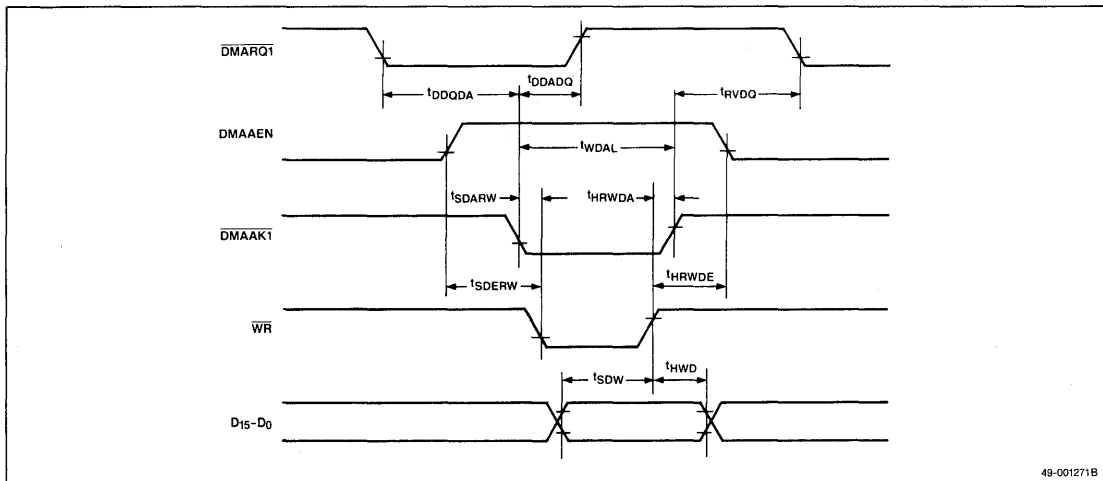 DMARQ1
tDDQDA
tDDADQ
tRVDQ
DMAAEN
tWDAL
tSDARW
tHRWDA
DMAAK1
tSDERW
tHRWDE
WR
tSDW
tHWD
D15-D0
49-001271B